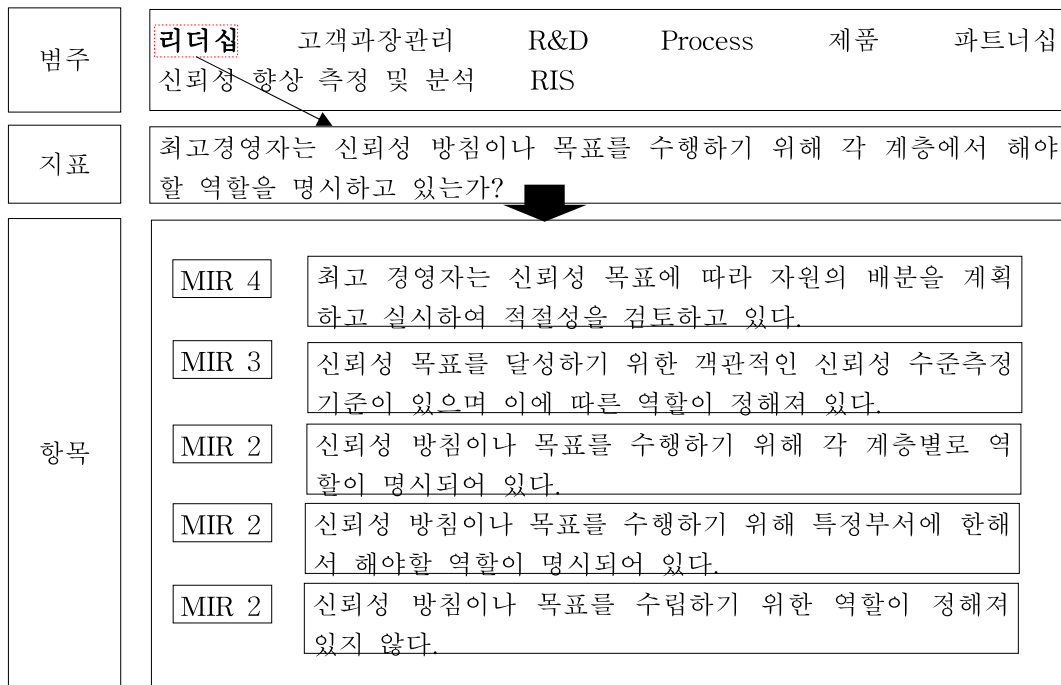 범주
리더십 고객과장관리 R&D Process 제품 파트너십
신뢰성 향상 측정 및 분석 RIS
지표
최고경영자는 신뢰성 방침이나 목표를 수행하기 위해 각 계층에서 해야
할 역할을 명시하고 있는가?
항목
MIR 4
최고 경영자는 신뢰성 목표에 따라 자원의 배분을 계획
하고 실시하여 적절성을 검토하고 있다.
MIR 3
신뢰성 목표를 달성하기 위한 객관적인 신뢰성 수준측정
기준이 있으며 이에 따른 역할이 정해져 있다.
MIR 2
신뢰성 방침이나 목표를 수행하기 위해 각 계층별로 역
할이 명시되어 있다.
MIR 2
신뢰성 방침이나 목표를 수행하기 위해 특정부서에 한해
서 해야할 역할이 명시되어 있다.
MIR 2
신뢰성 방침이나 목표를 수립하기 위한 역할이 정해져
있지 않다.